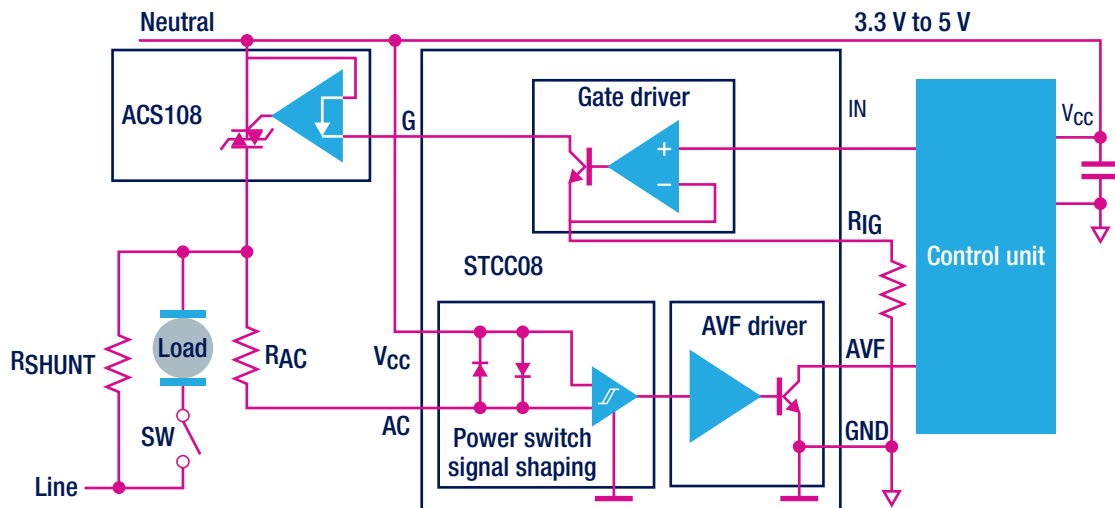 Neutral
3.3 V to 5 V
ACS108
Gate driver
IN
VCC
G
+
−
RIG
Control unit
STCC08
AVF driver
RSHUNT
Load
RAC
VCC
AVF
AC
SW
Power switch
signal shaping
GND
Line